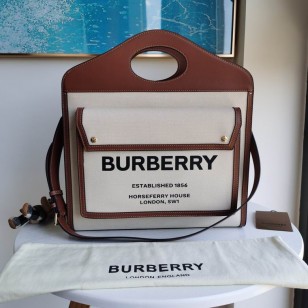 BURBERRY
ESTABLISHED 1856
HORSEFERRY HOUSE
LONDON, SW1
BURBERRY
LONDON, ENGLAND